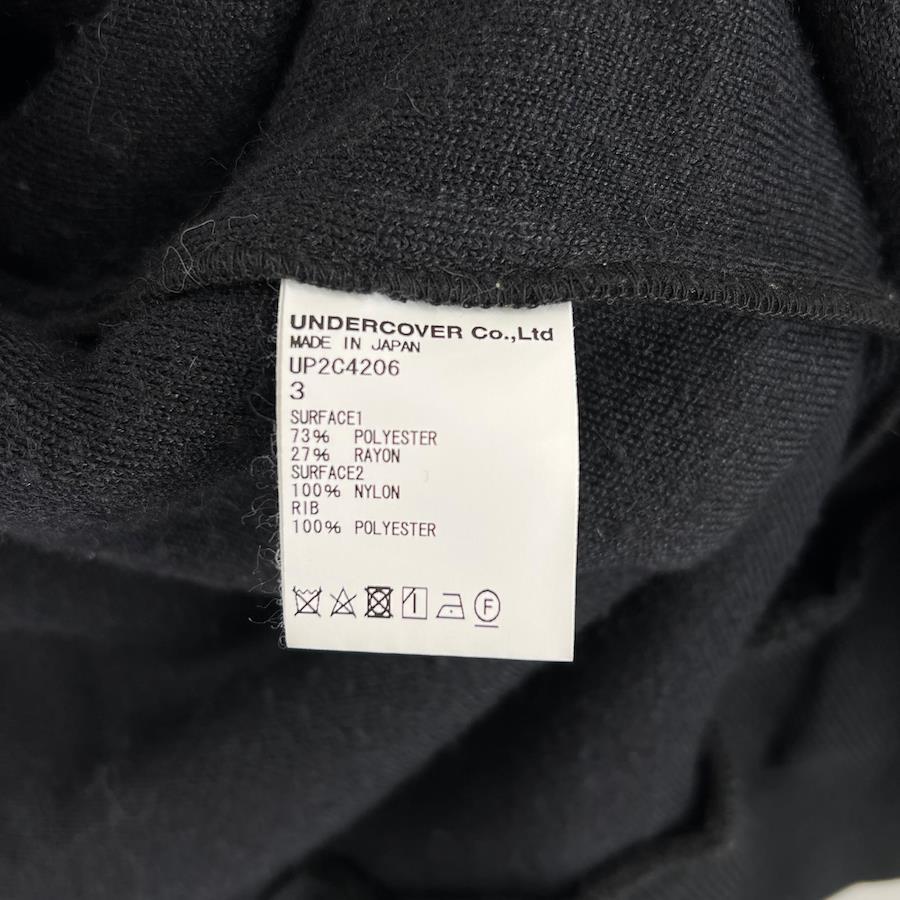 UNDERCOVER Co.,Ltd
MADE IN JAPAN
UP2C4206
3
SURFACE1
73% POLYESTER
27% RAYON
SURFACE2
100% NYLON
RIB
100% POLYESTER
F